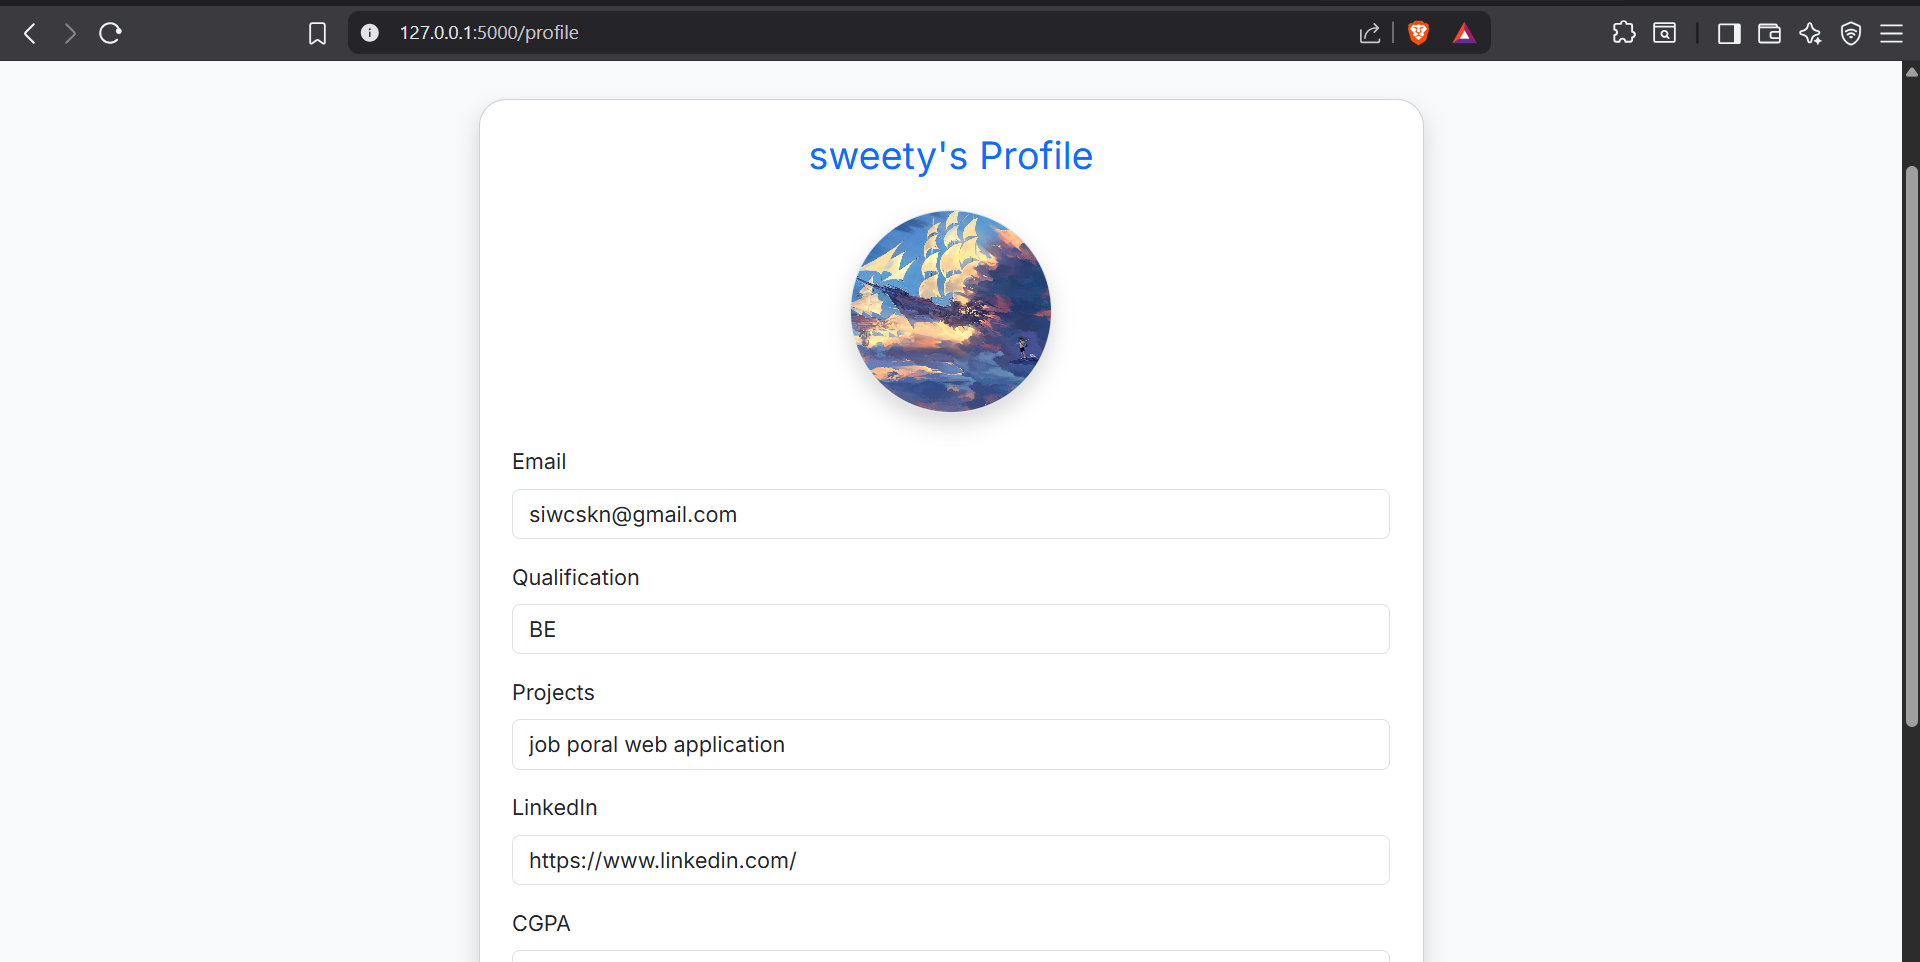 127.0.0.1:5000/profile
sweety's Profile
Email
siwcskn@gmail.com
Qualification
BE
Projects
job poral web application
LinkedIn
https://www.linkedin.com/
CGPA